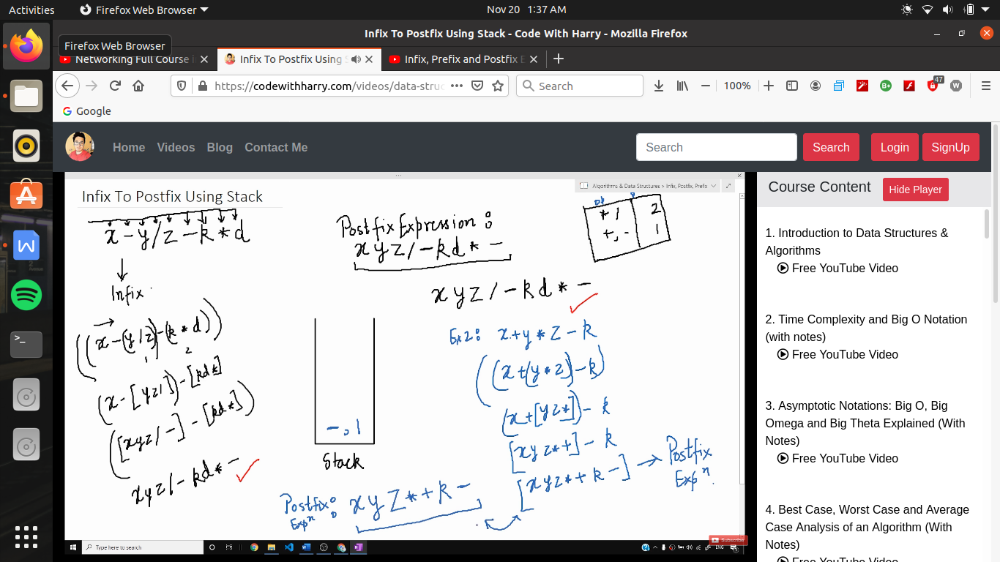 Activities
Firefox Web Browser
Nov 20 1:37 AM
Infix To Postfix Using Stack - Code With Harry - Mozilla Firefox
Firefox Web Browser
Networking Full Course i
Infix To Postfix Using S
Infix, Prefix and Postfix E
https://codewithharry.com/videos/data-struc
Search
100%
47
Google
Home
Videos
Blog
Contact Me
Search
Search
Login
SignUp
Infix To Postfix Using Stack
Algorithms & Data Structures > Infix, Postfix, Prefix
x - y / z - k * d
Infix
((x - (y / z)) - (k * d))
1 2
(x - [yz/]) - [kd*]
([xyz/-] - [kd*])
xyz/-kd*-
Postfix Expression :
xyz/-kd*-
* / 2
+, - 1
xyz/-kd*-
Stack
-, 1
Postfix
Expn : xyz*+k-
Ex2: x+y*z-k
((x+(y*z))-k)
(x+[yz*])-k
[xyz*+]-k
[xyz*+k-] → Postfix
Expn.
Subscribe
Type here to search
ENG
Course Content
Hide Player
1. Introduction to Data Structures &
Algorithms
Free YouTube Video
2. Time Complexity and Big O Notation
(with notes)
Free YouTube Video
3. Asymptotic Notations: Big O, Big
Omega and Big Theta Explained (With
Notes)
Free YouTube Video
4. Best Case, Worst Case and Average
Case Analysis of an Algorithm (With
Notes)
Free YouTube Video